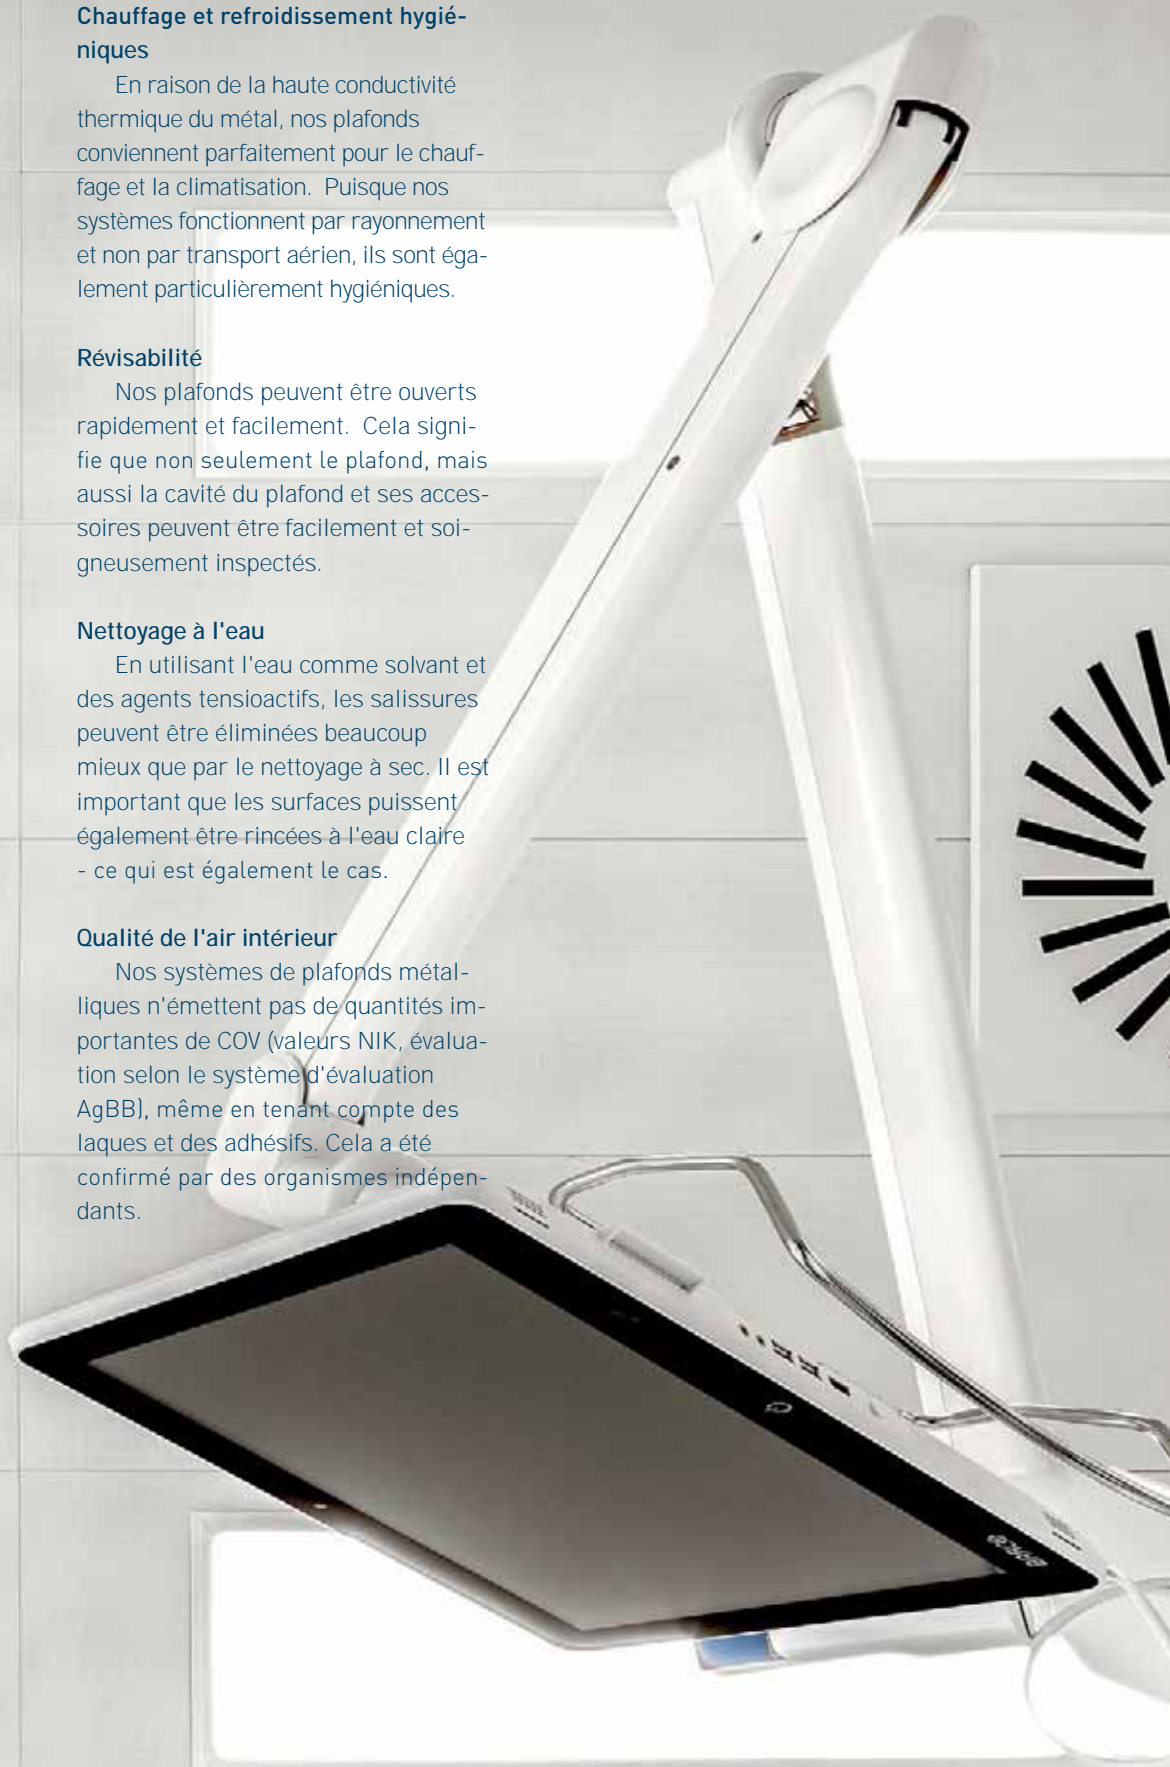 Chauffage et refroidissement hygié-
niques
En raison de la haute conductivité
thermique du métal, nos plafonds
conviennent parfaitement pour le chauf-
fage et la climatisation.  Puisque nos
systèmes fonctionnent par rayonnement
et non par transport aérien, ils sont éga-
lement particulièrement hygiéniques.
Révisabilité
Nos plafonds peuvent être ouverts
rapidement et facilement.  Cela signi-
fie que non seulement le plafond, mais
aussi la cavité du plafond et ses acces-
soires peuvent être facilement et soi-
gneusement inspectés.
Nettoyage à l'eau
En utilisant l'eau comme solvant et
des agents tensioactifs, les salissures
peuvent être éliminées beaucoup
mieux que par le nettoyage à sec. Il est
important que les surfaces puissent
également être rincées à l'eau claire
- ce qui est également le cas.
Qualité de l'air intérieur
Nos systèmes de plafonds métal-
liques n'émettent pas de quantités im-
portantes de COV (valeurs NIK, évalua-
tion selon le système d'évaluation
AgBB), même en tenant compte des
laques et des adhésifs. Cela a été
confirmé par des organismes indépen-
dants.